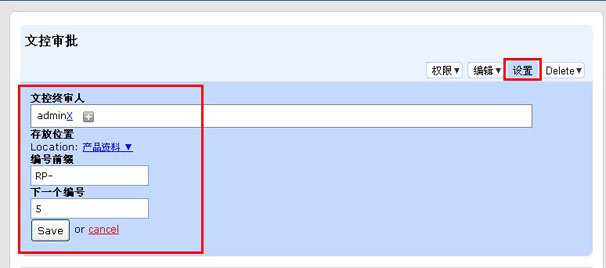 文控审批
权限▼ 编辑▼ 设置 Delete▼
文控终审人
adminX
存放位置
Location: 产品资料 ▼
编号前缀
RP-
下一个编号
5
Save or cancel